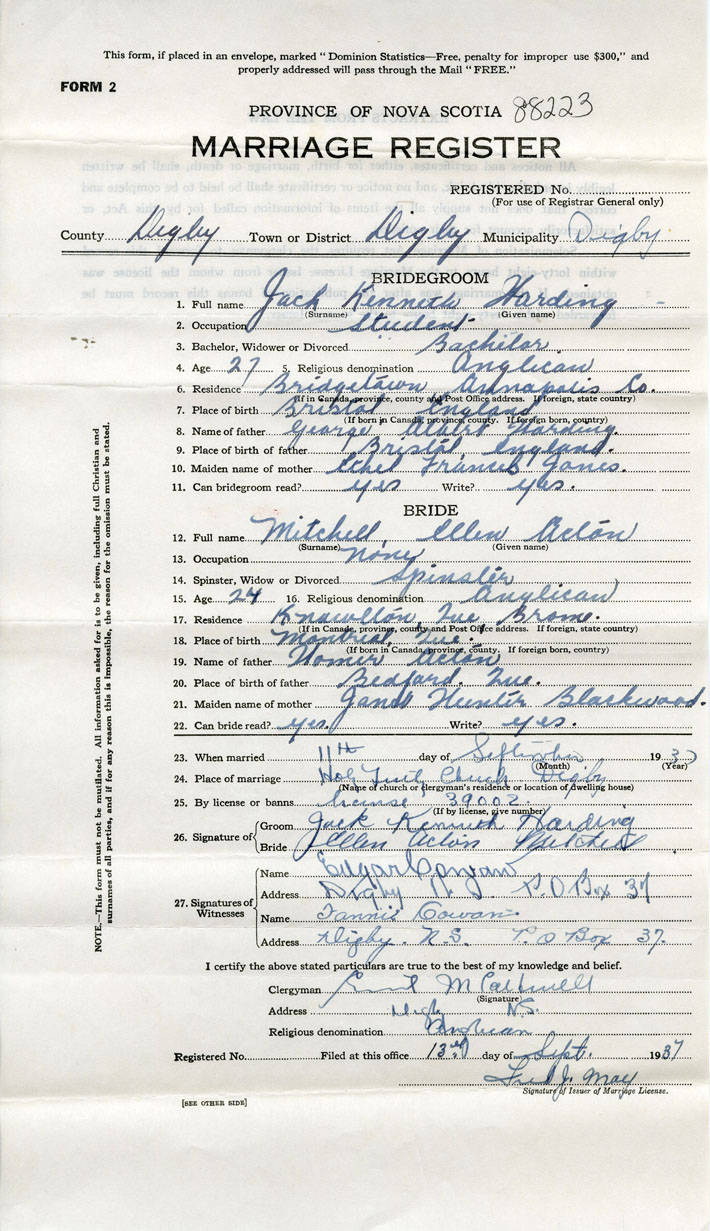 This form, if placed in an envelope, marked “ Dominion Statistics—Free, penalty for improper use $300,” and
properly addressed will pass through the Mail “ FREE.”
FORM 2
PROVINCE OF NOVA SCOTIA 88223
MARRIAGE REGISTER
REGISTERED No.
(For use of Registrar General only)
County Digby Town or District Digby Municipality Digby
BRIDEGROOM
1. Full name Jack Kenneth Harding
(Surname) (Given name)
2. Occupation Student
3. Bachelor, Widower or Divorced Bachelor
4. Age 27 5. Religious denomination Anglican
6. Residence Bridgetown Annapolis Co.
(If in Canada, province, county and Post Office address. If foreign, state country)
7. Place of birth Bristol England
(If born in Canada, province, county. If foreign born, country)
8. Name of father George Albert Harding.
9. Place of birth of father Bristol, England.
10. Maiden name of mother Ethel Frances Jones.
11. Can bridegroom read? yes Write? yes.
BRIDE
12. Full name Mitchell, Ellen Acton
(Surname) (Given name)
13. Occupation none
14. Spinster, Widow or Divorced Spinster
15. Age 24 16. Religious denomination Anglican
17. Residence Knowlton, Que, Brome.
(If in Canada, province, county and Post Office address. If foreign, state country)
18. Place of birth Montreal, Que.
(If born in Canada, province, county. If foreign born, country)
19. Name of father Homer Acton
20. Place of birth of father Bedford. Que.
21. Maiden name of mother Hunter Blackwood.
22. Can bride read? yes. Write? yes.
23. When married 11th day of 1937
(Month) (Year)
24. Place of marriage Church Digby
(Name of church or clergyman's residence or location of dwelling house)
25. By license or banns license 39002.
(If by license, give number)
26. Signature of Groom Jack Kenneth Harding
Bride Ellen Acton Mitchell
27. Signatures of Witnesses
Name Edgar Cowan
Address Digby N.S. P.O Box 37
Name Cowan
Address Digby. N.S. P.O Box 37.
I certify the above stated particulars are true to the best of my knowledge and belief.
Clergyman
(Signature)
Address Digby N.S.
Religious denomination Anglican
Registered No. Filed at this office 13 day of Sept. 1937
Fred J. May
Signature of Issuer of Marriage License.
[SEE OTHER SIDE]
NOTE.—This form must not be mutilated. All information asked for is to be given, including full Christian and
surnames of all parties, and if for any reason this is impossible, the reason for the omission must be stated.